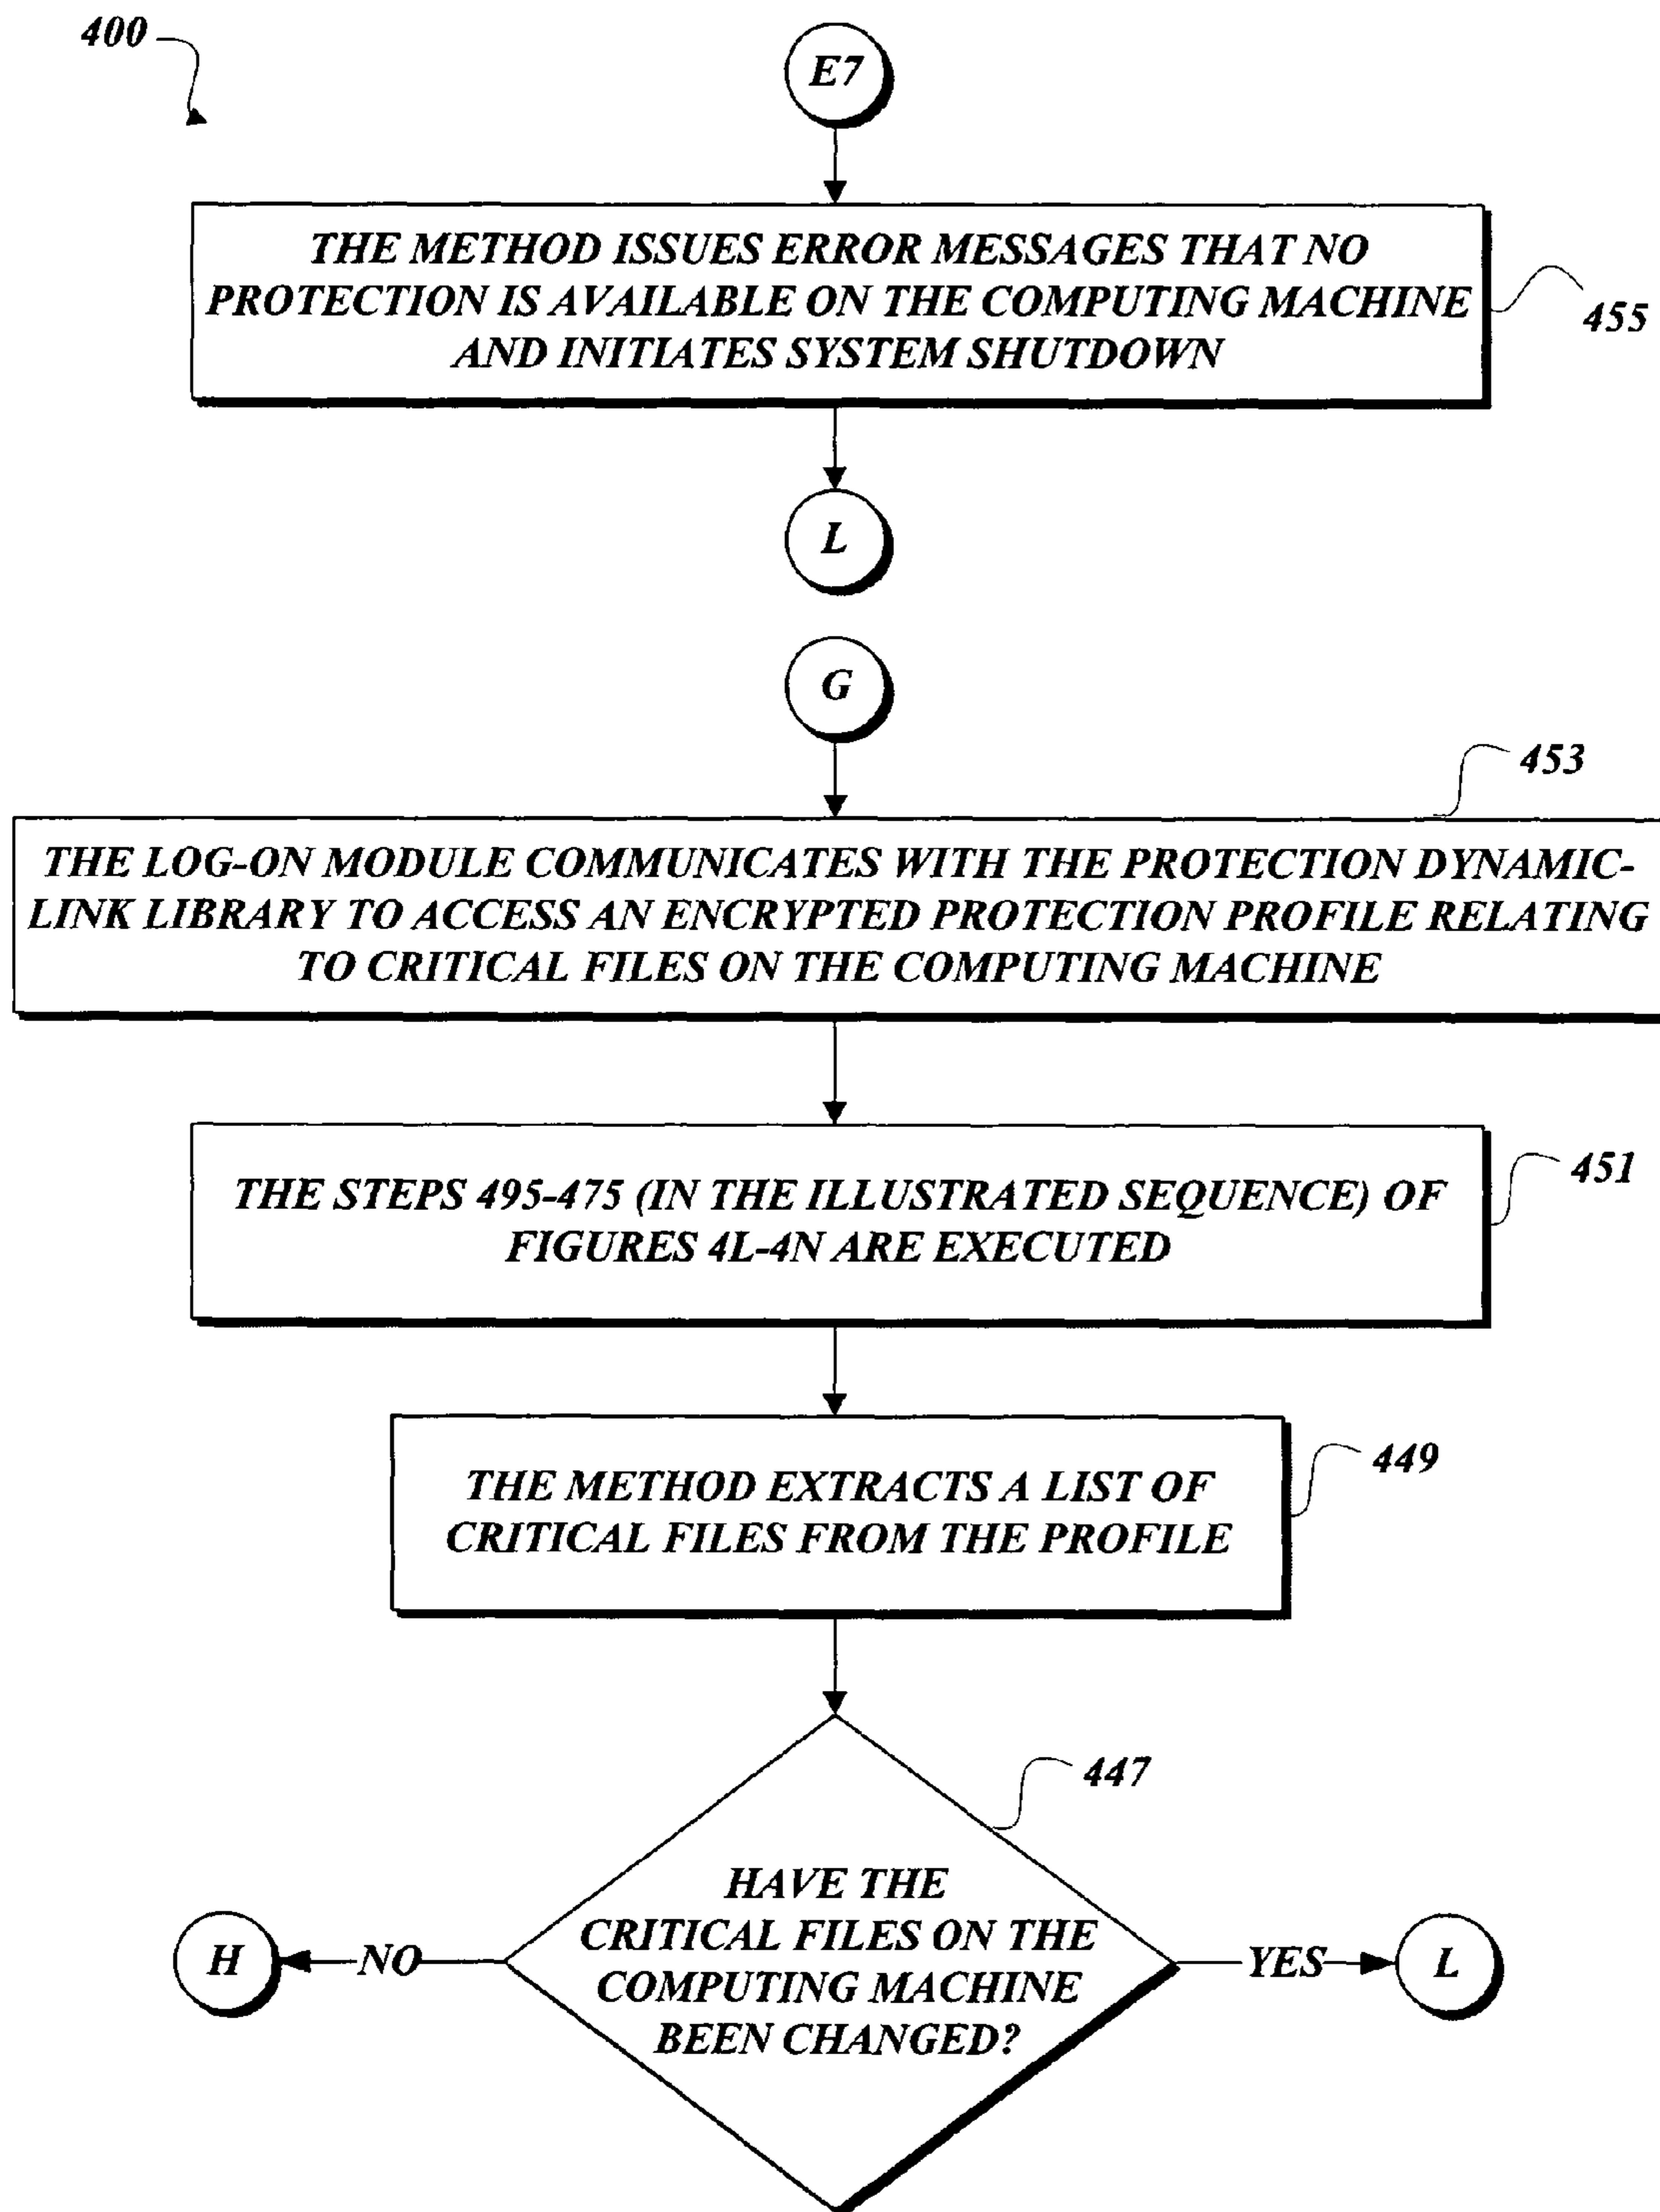 400
E7
THE METHOD ISSUES ERROR MESSAGES THAT NO
PROTECTION IS AVAILABLE ON THE COMPUTING MACHINE
AND INITIATES SYSTEM SHUTDOWN
455
L
G
453
THE LOG-ON MODULE COMMUNICATES WITH THE PROTECTION DYNAMIC-
LINK LIBRARY TO ACCESS AN ENCRYPTED PROTECTION PROFILE RELATING
TO CRITICAL FILES ON THE COMPUTING MACHINE
451
THE STEPS 495-475 (IN THE ILLUSTRATED SEQUENCE) OF
FIGURES 4L-4N ARE EXECUTED
449
THE METHOD EXTRACTS A LIST OF
CRITICAL FILES FROM THE PROFILE
447
HAVE THE
CRITICAL FILES ON THE
COMPUTING MACHINE
BEEN CHANGED?
H
NO
YES
L